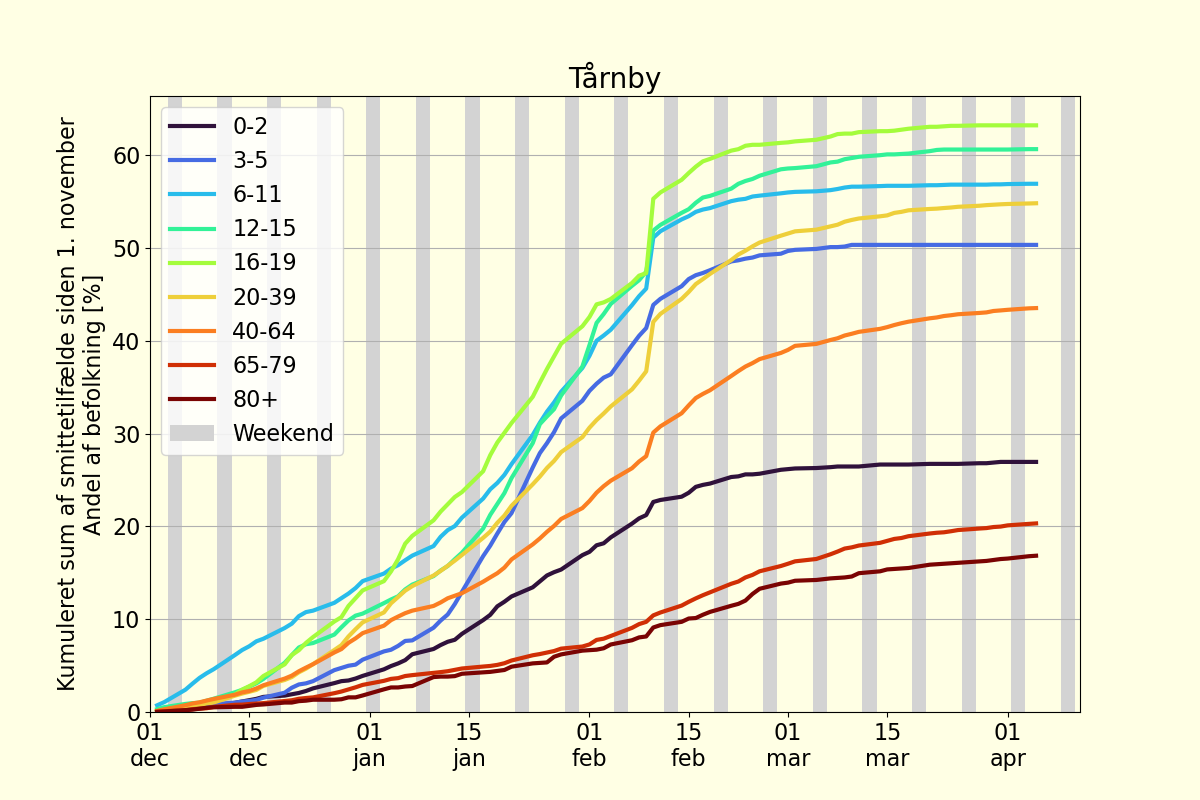 Tårnby
Kumuleret sum af smittetilfælde siden 1. november
Andel af befolkning [%]
0-2
3-5
6-11
12-15
16-19
20-39
40-64
65-79
80+
Weekend
60
50
40
30
20
10
0
01 15 01 15 01 15 01 15 01
dec dec jan jan feb feb mar mar apr